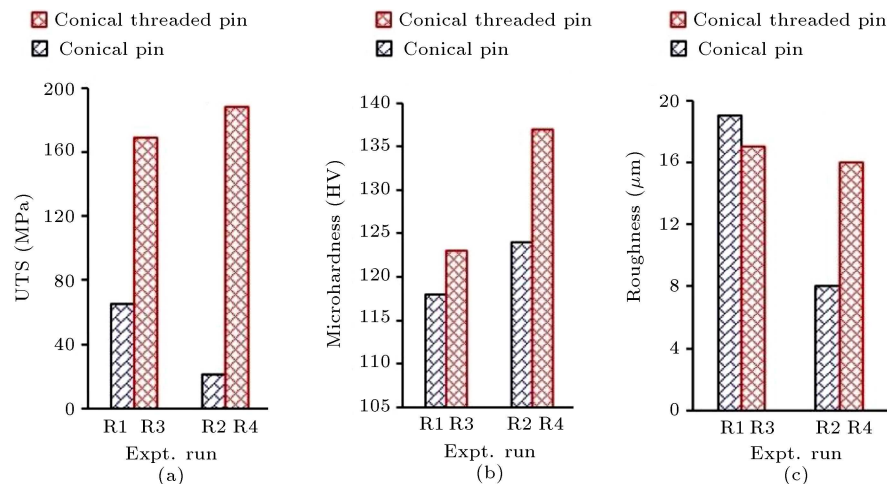 Conical threaded pin
Conical pin
200
160
120
80
40
0
UTS (MPa)
R1 R3 R2 R4
Expt. run
(a)
Conical threaded pin
Conical pin
140
135
130
125
120
115
110
105
Microhardness (HV)
R1 R3 R2 R4
Expt. run
(b)
Conical threaded pin
Conical pin
20
16
12
8
4
0
Roughness (μm)
R1 R3 R2 R4
Expt. run
(c)